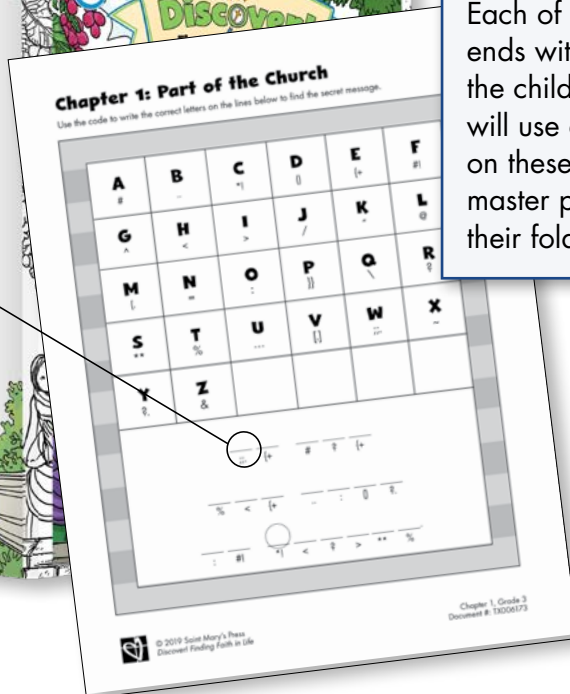 Discover!
Each of
ends wit
the child
will use
on these
master p
their fold
Chapter 1: Part of the Church
Use the code to write the correct letters on the lines below to find the secret message.
A B C D E F
# *| () {+ #|
G H I J K L
^ < > / " @
M N O P Q R
{. = : }} \ ?
S T U V W X
** % ... [.] ;;. ~
Y Z
?. &
;;. {+ # ? {+
% < {+ - : () ?.
: #| *| < ? > ** %
© 2019 Saint Mary's Press
Discover! Finding Faith in Life
Chapter 1, Grade 3
Document #: TX006173